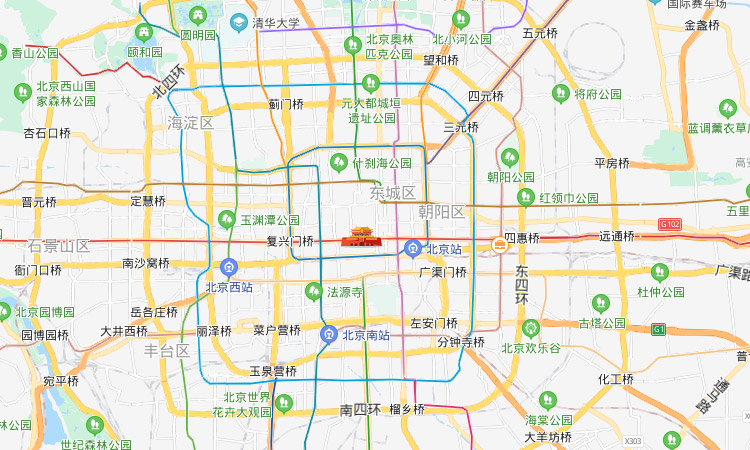 国际赛车场
圆明园
清华大学
金盏桥
五元桥
北京奥林
匹克公园
北小河公园
颐和园
香山公园
望和桥
北四环
北京西山国
家森林公园
四元桥
将府公园
蓟门桥
元大都城垣
遗址公园
海淀区
三元桥
杏石口桥
蓝调薰衣草庄
什刹海公园
平房桥
高安
朝阳公园
东城区
晋元桥
定慧桥
红领巾公园
五里
朝阳区
玉渊潭公园
G102
石景山区
复兴门桥
北京站
四惠桥
远通桥
衙门口桥
南沙窝桥
广渠门桥
东四环
广渠路
北京西站
法源寺
杜仲公园
北京园博园
岳各庄桥
古塔公园
园博园桥
大井西桥
丽泽桥
菜户营桥
北京南站
左安门桥
G1
分钟寺桥
北京欢乐谷
丰台区
普
玉泉营桥
化工桥
宛平桥
通马路
北京世界
花卉大观园
南四环
榴乡桥
海棠公园
林公园
世纪森林公园
大羊坊桥
X303